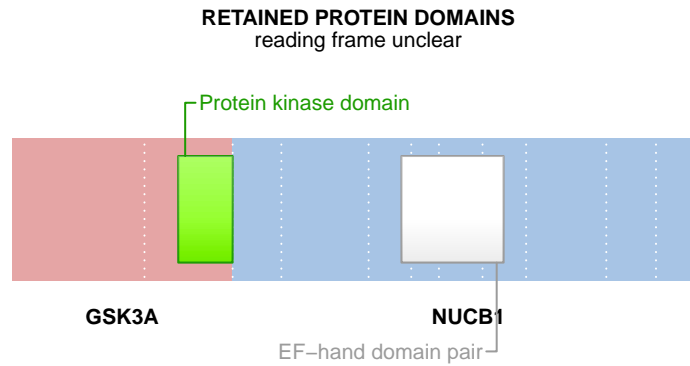 RETAINED PROTEIN DOMAINS
reading frame unclear
Protein kinase domain
GSK3A
NUCB1
EF−hand domain pair